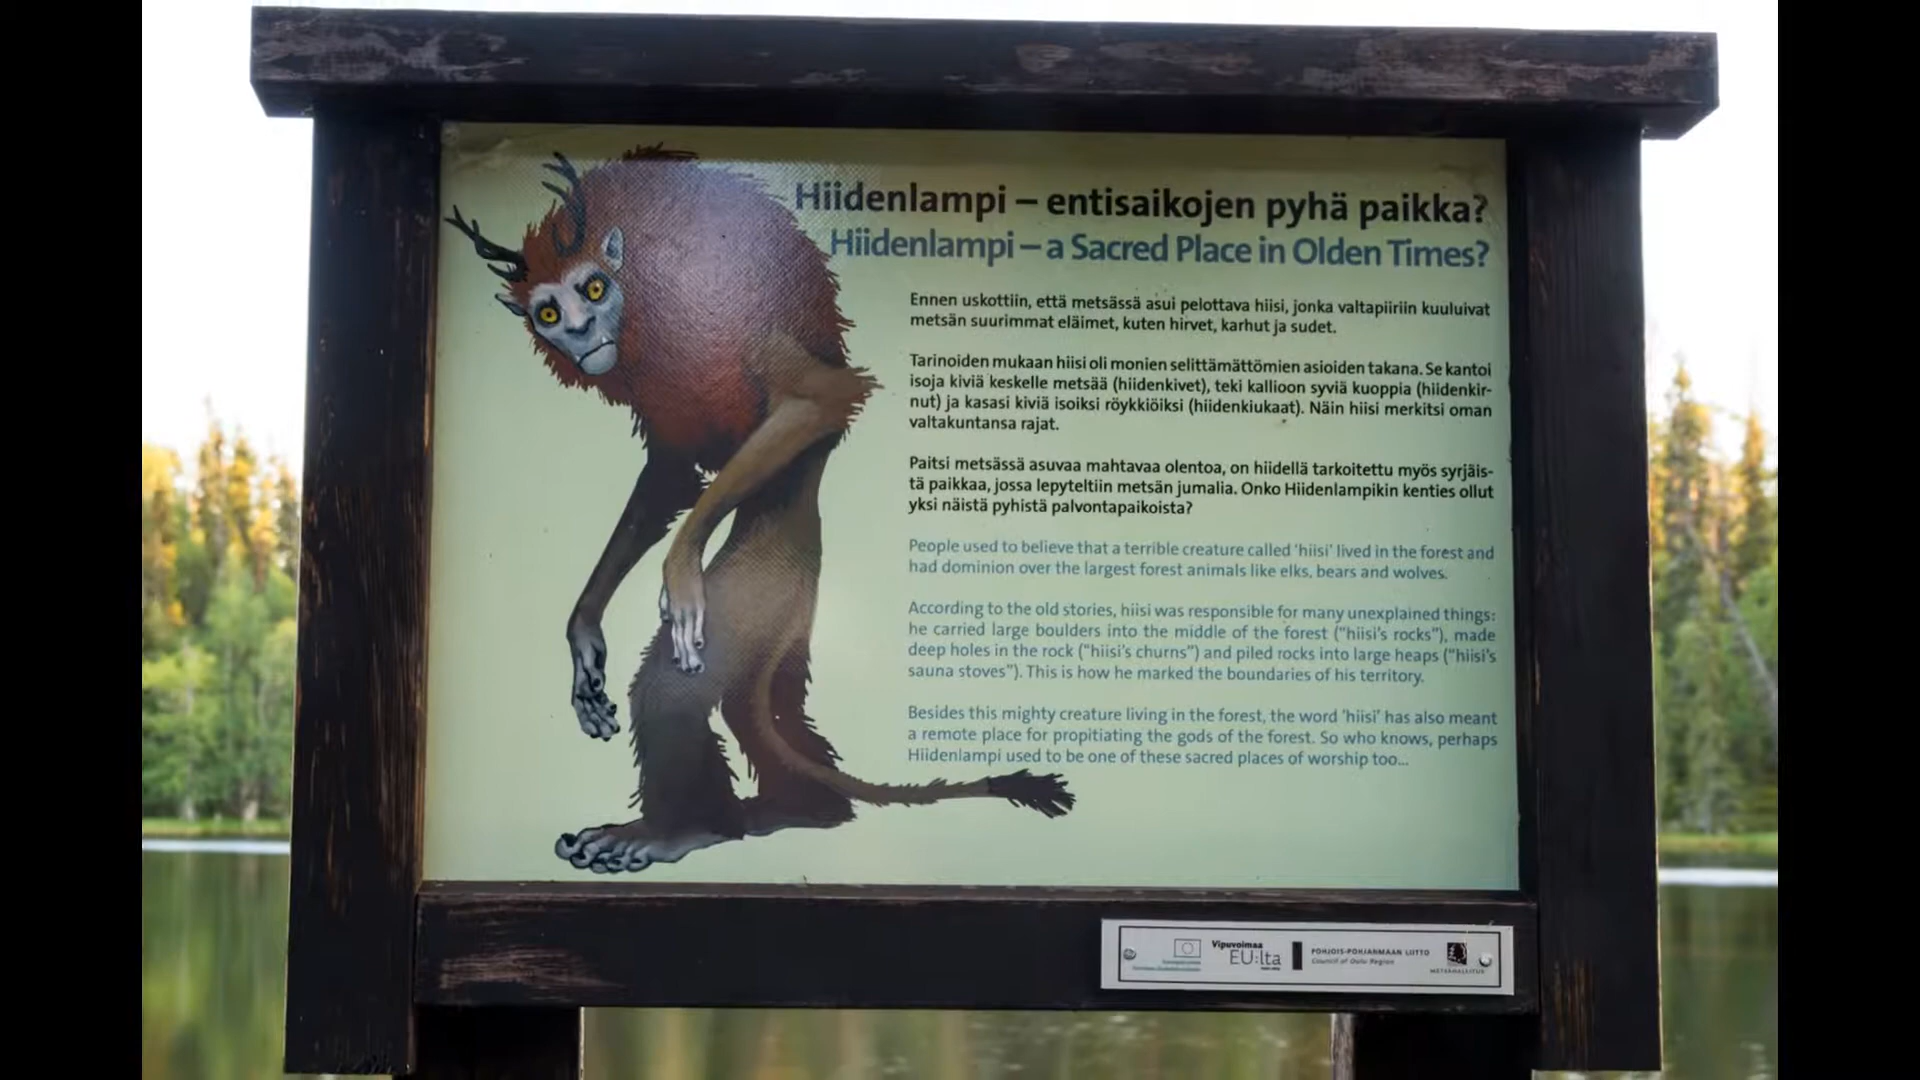 Hiidenlampi – entisaikojen pyhä paikka?
Hiidenlampi – a Sacred Place in Olden Times?
Ennen uskottiin, että metsässä asui pelottava hiisi, jonka valtapiiriin kuuluivat
metsän suurimmat eläimet, kuten hirvet, karhut ja sudet.
Tarinoiden mukaan hiisi oli monien selittämättömien asioiden takana. Se kantoi
isoja kiviä keskelle metsää (hiidenkivet), teki kallioon syviä kuoppia (hiidenkir-
nut) ja kasasi kiviä isoiksi röykkiöiksi (hiidenkiukaat). Näin hiisi merkitsi oman
valtakuntansa rajat.
Paitsi metsässä asuvaa mahtavaa olentoa, on hiidellä tarkoitettu myös syrjäis-
tä paikkaa, jossa lepyteltiin metsän jumalia. Onko Hiidenlampikin kenties ollut
yksi näistä pyhistä palvontapaikoista?
People used to believe that a terrible creature called 'hiisi' lived in the forest and
had dominion over the largest forest animals like elks, bears and wolves.
According to the old stories, hiisi was responsible for many unexplained things:
he carried large boulders into the middle of the forest ("hiisi's rocks"), made
deep holes in the rock ("hiisi's churns") and piled rocks into large heaps ("hiisi's
sauna stoves"). This is how he marked the boundaries of his territory.
Besides this mighty creature living in the forest, the word 'hiisi' has also meant
a remote place for propitiating the gods of the forest. So who knows, perhaps
Hiidenlampi used to be one of these sacred places of worship too...
Vipuvoimaa
EU:lta
POHJOIS-POHJANMAAN LIITTO
Council of Oulu Region
METSÄHALLITUS